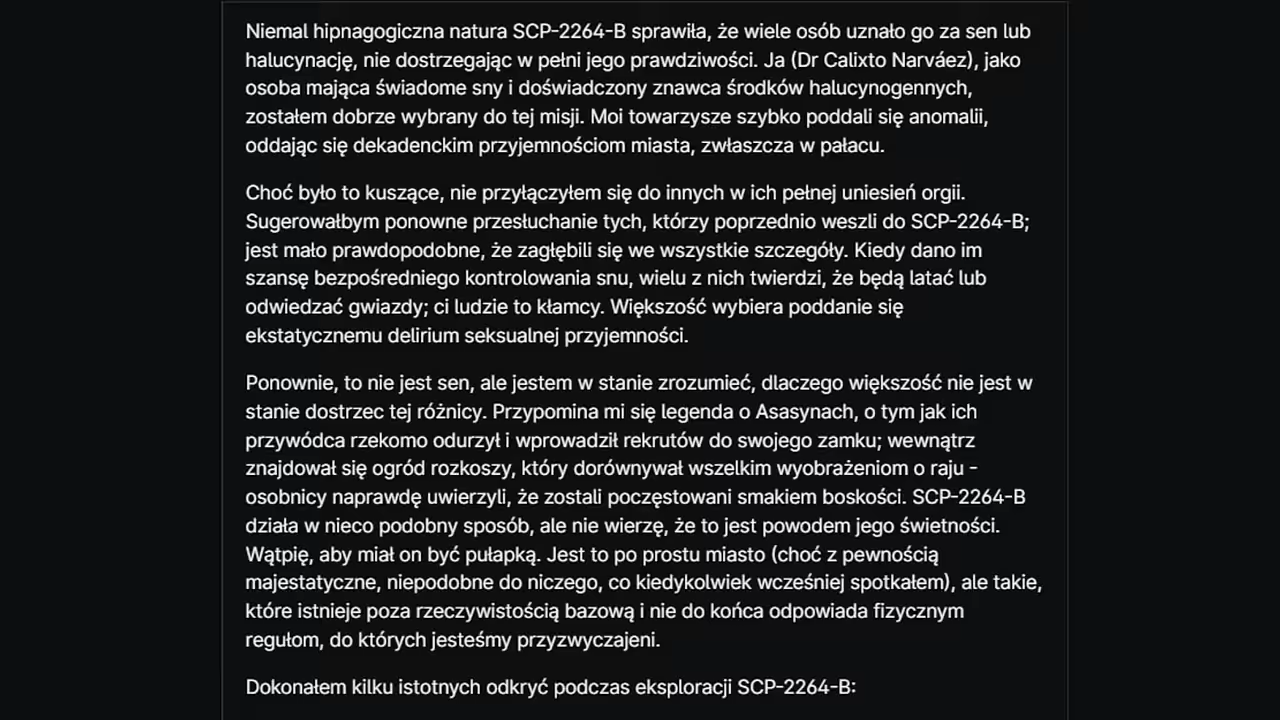 Niemal hipnagogiczna natura SCP-2264-B sprawiła, że wiele osób uznało go za sen lub
halucynację, nie dostrzegając w pełni jego prawdziwości. Ja (Dr Calixto Narváez), jako
osoba mająca świadome sny i doświadczony znawca środków halucynogennych,
zostałem dobrze wybrany do tej misji. Moi towarzysze szybko poddali się anomalii,
oddając się dekadenckim przyjemnościom miasta, zwłaszcza w pałacu.
Choć było to kuszące, nie przyłączyłem się do innych w ich pełnej uniesień orgii.
Sugerowałbym ponowne przesłuchanie tych, którzy poprzednio weszli do SCP-2264-B;
jest mało prawdopodobne, że zagłębili się we wszystkie szczegóły. Kiedy dano im
szansę bezpośredniego kontrolowania snu, wielu z nich twierdzi, że będą latać lub
odwiedzać gwiazdy; ci ludzie to kłamcy. Większość wybiera poddanie się
ekstatycznemu delirium seksualnej przyjemności.
Ponownie, to nie jest sen, ale jestem w stanie zrozumieć, dlaczego większość nie jest w
stanie dostrzec tej różnicy. Przypomina mi się legenda o Asasynach, o tym jak ich
przywódca rzekomo odurzył i wprowadził rekrutów do swojego zamku; wewnątrz
znajdował się ogród rozkoszy, który dorównywał wszelkim wyobrażeniom o raju -
osobnicy naprawdę uwierzyli, że zostali poczęstowani smakiem boskości. SCP-2264-B
działa w nieco podobny sposób, ale nie wierzę, że to jest powodem jego świetności.
Wątpię, aby miał on być pułapką. Jest to po prostu miasto (choć z pewnością
majestatyczne, niepodobne do niczego, co kiedykolwiek wcześniej spotkałem), ale takie,
które istnieje poza rzeczywistością bazową i nie do końca odpowiada fizycznym
regułom, do których jesteśmy przyzwyczajeni.
Dokonałem kilku istotnych odkryć podczas eksploracji SCP-2264-B: